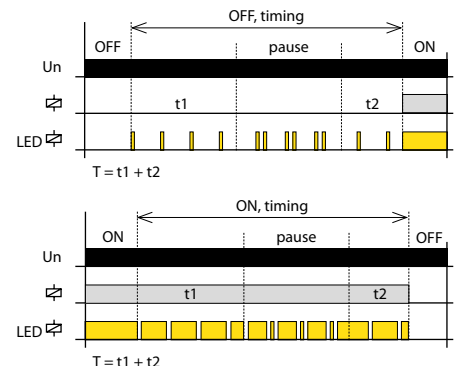 OFF, timing
OFF pause ON
Un
t1 t2
LED
T = t1 + t2
ON, timing
ON pause OFF
Un
t1 t2
LED
T = t1 + t2